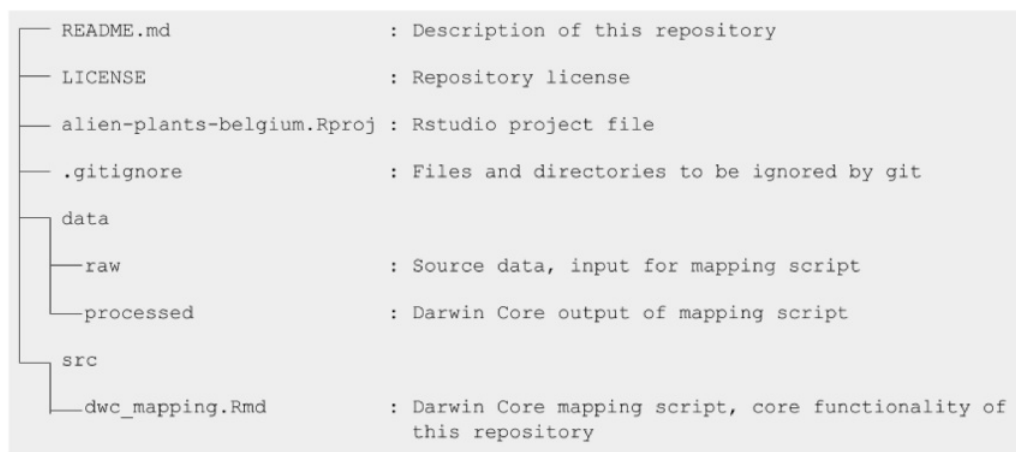 README.md : Description of this repository
LICENSE : Repository license
alien-plants-belgium.Rproj : Rstudio project file
.gitignore : Files and directories to be ignored by git
data
raw : Source data, input for mapping script
processed : Darwin Core output of mapping script
src
dwc_mapping.Rmd : Darwin Core mapping script, core functionality of
this repository